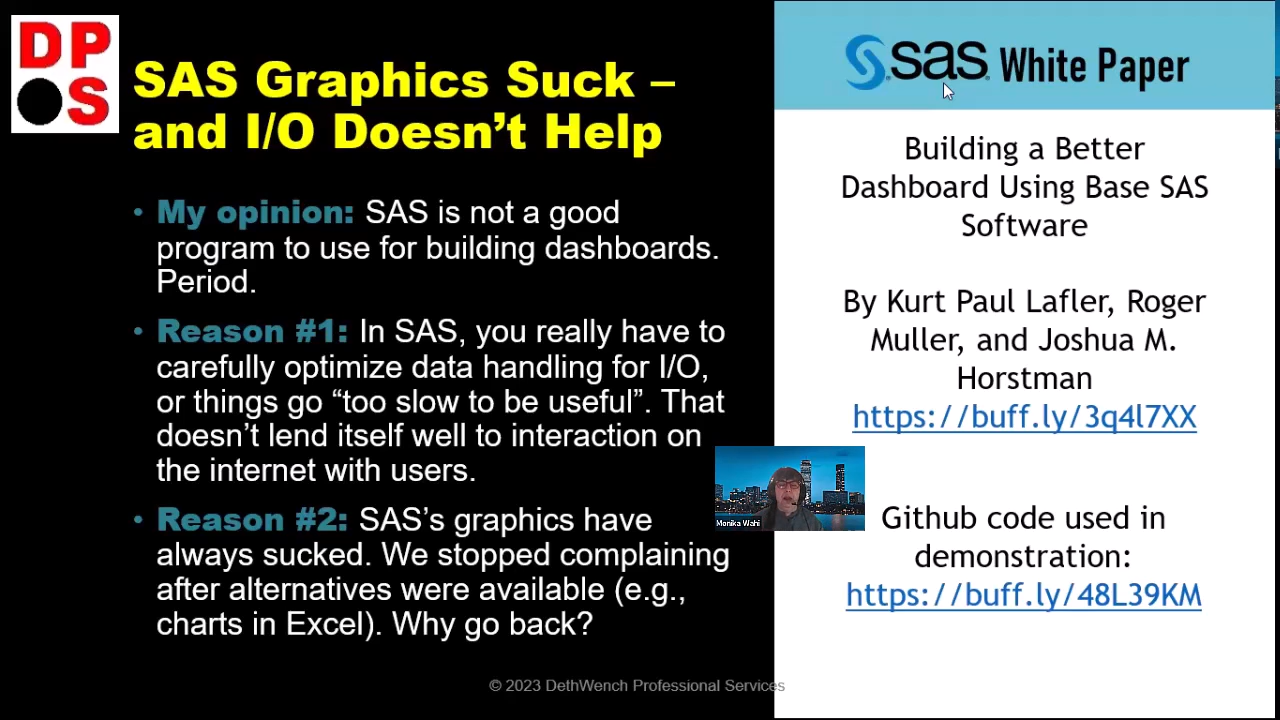 DP
S
SAS Graphics Suck –
and I/O Doesn't Help
• My opinion: SAS is not a good
program to use for building dashboards.
Period.
• Reason #1: In SAS, you really have to
carefully optimize data handling for I/O,
or things go “too slow to be useful”. That
doesn't lend itself well to interaction on
the internet with users.
• Reason #2: SAS's graphics have
always sucked. We stopped complaining
after alternatives were available (e.g.,
charts in Excel). Why go back?
sas White Paper
Building a Better
Dashboard Using Base SAS
Software
By Kurt Paul Lafler, Roger
Muller, and Joshua M.
Horstman
https://buff.ly/3q4l7XX
Monika Wahi
Github code used in
demonstration:
https://buff.ly/48L39KM
© 2023 DethWench Professional Services